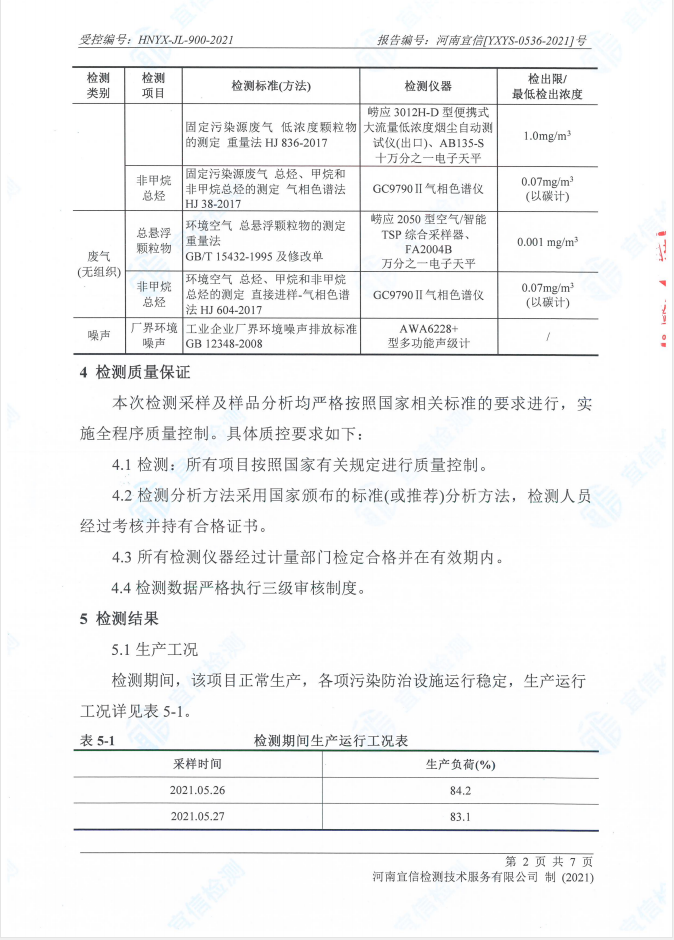 受控编号：HNYX-JL-900-2021 报告编号：河南宜信[YXYS-0536-2021]号
检测类别 检测项目 检测标准(方法) 检测仪器 检出限/最低检出浓度
固定污染源废气 低浓度颗粒物的测定 重量法 HJ 836-2017 崂应 3012H-D 型便携式大流量低浓度烟尘自动测试仪(出口)、AB135-S 十万分之一电子天平 1.0mg/m³
非甲烷总烃 固定污染源废气 总烃、甲烷和非甲烷总烃的测定 气相色谱法 HJ 38-2017 GC9790Ⅱ气相色谱仪 0.07mg/m³ (以碳计)
废气(无组织) 总悬浮颗粒物 环境空气 总悬浮颗粒物的测定 重量法 GB/T 15432-1995 及修改单 崂应 2050 型空气/智能 TSP 综合采样器、FA2004B 万分之一电子天平 0.001 mg/m³
非甲烷总烃 环境空气 总烃、甲烷和非甲烷总烃的测定 直接进样-气相色谱法 HJ 604-2017 GC9790Ⅱ气相色谱仪 0.07mg/m³ (以碳计)
噪声 厂界环境噪声 工业企业厂界环境噪声排放标准 GB 12348-2008 AWA6228+ 型多功能声级计 /
4 检测质量保证
本次检测采样及样品分析均严格按照国家相关标准的要求进行，实
施全程序质量控制。具体质控要求如下：
4.1 检测：所有项目按照国家有关规定进行质量控制。
4.2 检测分析方法采用国家颁布的标准(或推荐)分析方法，检测人员
经过考核并持有合格证书。
4.3 所有检测仪器经过计量部门检定合格并在有效期内。
4.4 检测数据严格执行三级审核制度。
5 检测结果
5.1 生产工况
检测期间，该项目正常生产，各项污染防治设施运行稳定，生产运行
工况详见表 5-1。
表 5-1 检测期间生产运行工况表
采样时间 生产负荷(%)
2021.05.26 84.2
2021.05.27 83.1
第 2 页 共 7 页
河南宜信检测技术服务有限公司 制 (2021)